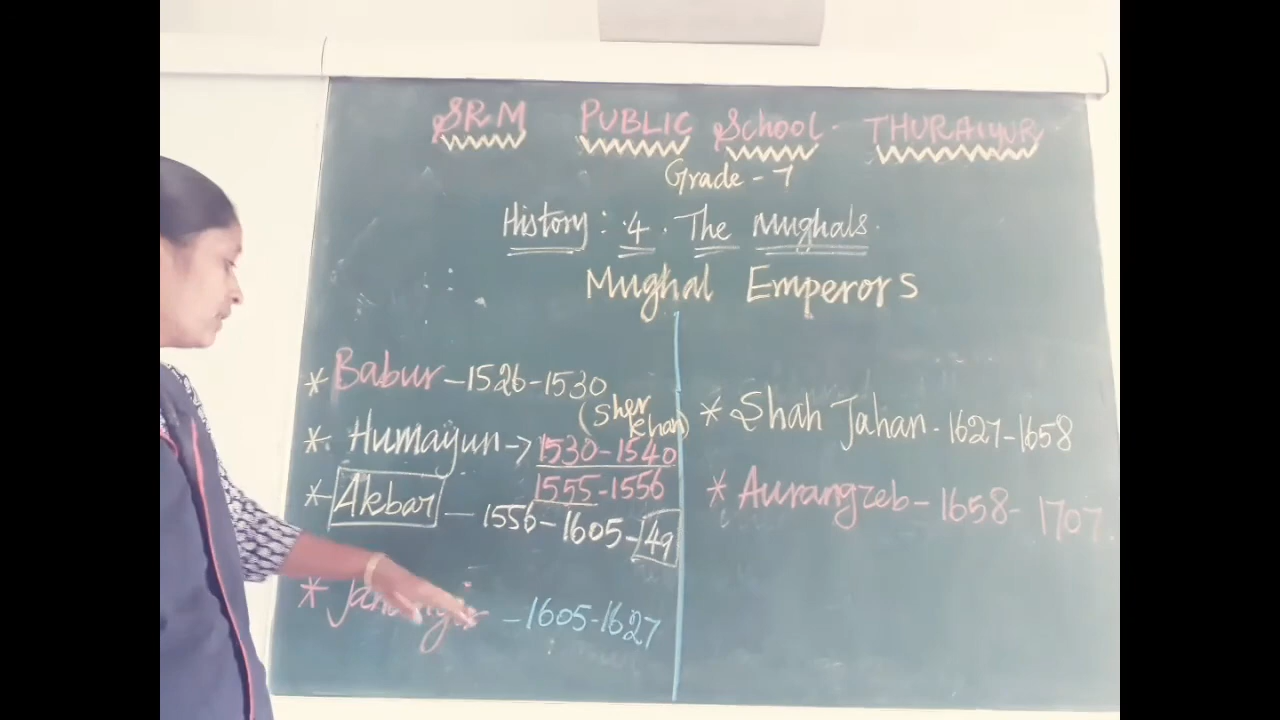 SRM PUBLIC School THURAIYUR
Grade - 7
History: 4. The Mughals.
Mughal Emperors
* Babur - 1526 - 1530
(Sher Khan)
* Humayun -> 1530 - 1540
1555 - 1556
* Akbar - 1556 - 1605 - 49
* - 1605 - 1627
* Shah Jahan - 1627 - 1658
* Aurangzeb - 1658 - 1707.